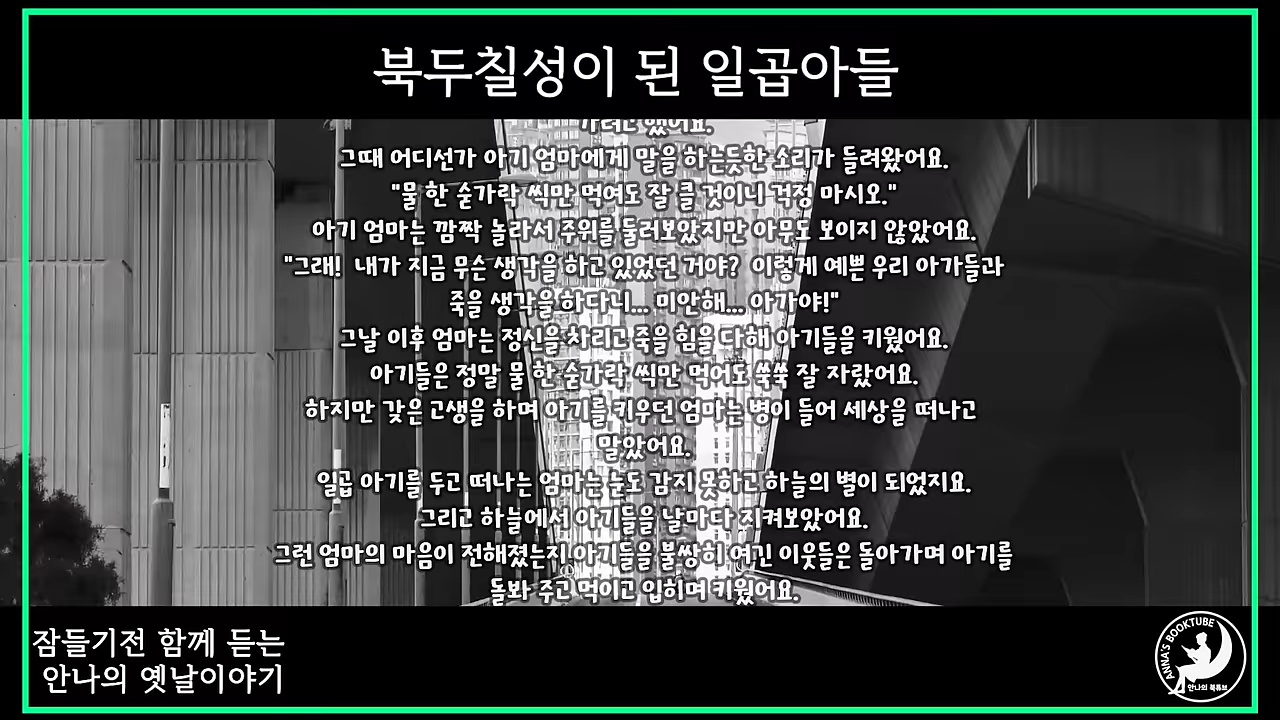 북두칠성이 된 일곱아들
가려고 했어요.
그때 어디선가 아기 엄마에게 말을 하는듯한 소리가 들려왔어요.
"물 한 숟가락 씩만 먹여도 잘 클 것이니 걱정 마시오."
아기 엄마는 깜짝 놀라서 주위를 둘러보았지만 아무도 보이지 않았어요.
"그래! 내가 지금 무슨 생각을 하고 있었던 거야? 이렇게 예쁜 우리 아가들과
죽을 생각을 하다니... 미안해... 아가야!"
그날 이후 엄마는 정신을 차리고 죽을 힘을 다해 아기들을 키웠어요.
아기들은 정말 물 한 숟가락 씩만 먹어도 쑥쑥 잘 자랐어요.
하지만 갖은 고생을 하며 아기를 키우던 엄마는 병이 들어 세상을 떠나고
말았어요.
일곱 아기를 두고 떠나는 엄마는 눈도 감지 못하고 하늘의 별이 되었지요.
그리고 하늘에서 아기들을 날마다 지켜보았어요.
그런 엄마의 마음이 전해졌는지 아기들을 불쌍히 여긴 이웃들은 돌아가며 아기를
돌봐 주고 먹이고 입히며 키웠어요.
잠들기전 함께 듣는
안나의 옛날이야기
ANNA'S BOOKTUBE
안나의 북튜브